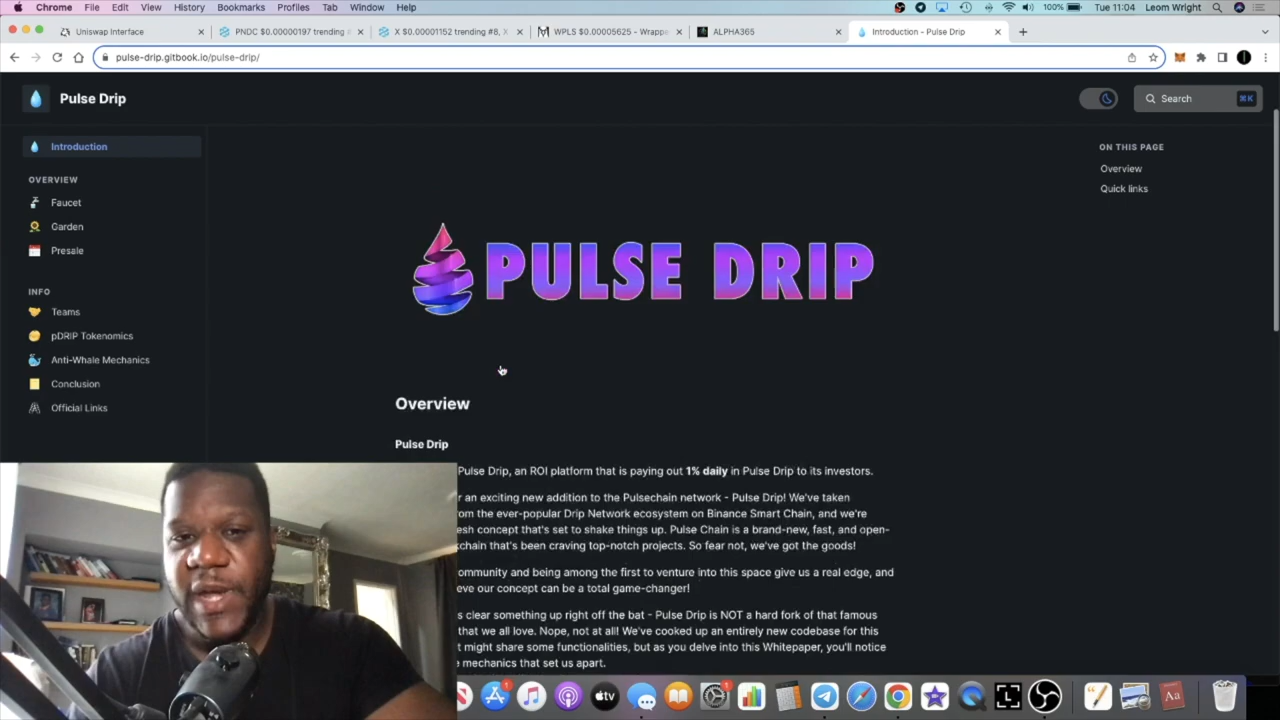 Chrome File Edit View History Bookmarks Profiles Tab Window Help 100% Tue 11:04 Leom Wright
Uniswap Interface PNDC $0.00000197 trending X $0.00001152 trending #8, WPLS $0.00005625 - Wrappe ALPHA365 Introduction - Pulse Drip
pulse-drip.gitbook.io/pulse-drip/
Pulse Drip
Search ⌘K
Introduction
OVERVIEW
Faucet
Garden
Presale
INFO
Teams
pDRIP Tokenomics
Anti-Whale Mechanics
Conclusion
Official Links
ON THIS PAGE
Overview
Quick links
PULSE DRIP
Overview
Pulse Drip
Pulse Drip, an ROI platform that is paying out 1% daily in Pulse Drip to its investors.
r an exciting new addition to the Pulsechain network - Pulse Drip! We've taken
om the ever-popular Drip Network ecosystem on Binance Smart Chain, and we're
esh concept that's set to shake things up. Pulse Chain is a brand-new, fast, and open-
chain that's been craving top-notch projects. So fear not, we've got the goods!
ommunity and being among the first to venture into this space give us a real edge, and
eve our concept can be a total game-changer!
s clear something up right off the bat - Pulse Drip is NOT a hard fork of that famous
that we all love. Nope, not at all! We've cooked up an entirely new codebase for this
t might share some functionalities, but as you delve into this Whitepaper, you'll notice
e mechanics that set us apart.
tv
Aa